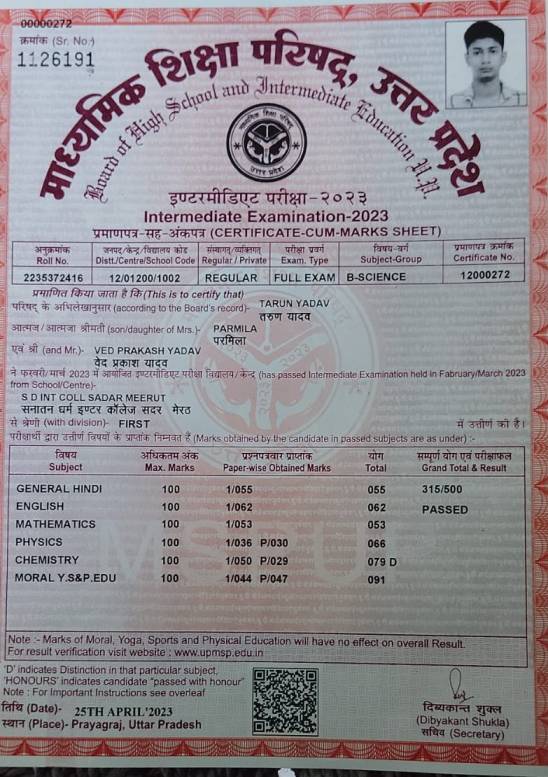 00000272
क्रमांक (Sr. No.)
1126191
माध्यमिक शिक्षा परिषद, उत्तर प्रदेश
Board of High School and Intermediate Education U.P.
माध्यमिक शिक्षा परिषद
उत्तर प्रदेश
इण्टरमीडिएट परीक्षा-२०२३
Intermediate Examination-2023
प्रमाणपत्र-सह-अंकपत्र (CERTIFICATE-CUM-MARKS SHEET)
अनुक्रमांक जनपद/केन्द्र/विद्यालय कोड संस्थागत/व्यक्तिगत परीक्षा प्रवर्ग विषय-वर्ग प्रमाणपत्र क्रमांक
Roll No. Distt./Centre/School Code Regular / Private Exam. Type Subject-Group Certificate No.
2235372416 12/01200/1002 REGULAR FULL EXAM B-SCIENCE 12000272
प्रमाणित किया जाता है कि(This is to certify that)
परिषद के अभिलेखानुसार (according to the Board's record)- TARUN YADAV
तरुण यादव
आत्मज/आत्मजा श्रीमती (son/daughter of Mrs.)- PARMILA
परमिला
एवं श्री (and Mr.)- VED PRAKASH YADAV
वेद प्रकाश यादव
ने फरवरी/मार्च 2023 में आयोजित इण्टरमीडिएट परीक्षा विद्यालय/केन्द्र (has passed Intermediate Examination held in Fabruary/March 2023
from School/Centre)-
S D INT COLL SADAR MEERUT
सनातन धर्म इण्टर कॉलेज सदर मेरठ
से श्रेणी (with division)- FIRST में उत्तीर्ण की है।
परीक्षार्थी द्वारा उत्तीर्ण विषयों के प्राप्तांक निम्नवत हैं (Marks obtained by the candidate in passed subjects are as under) :-
विषय अधिकतम अंक प्रश्नपत्रवार प्राप्तांक योग सम्पूर्ण योग एवं परीक्षाफल
Subject Max. Marks Paper-wise Obtained Marks Total Grand Total & Result
GENERAL HINDI 100 1/055 055 315/500
ENGLISH 100 1/062 062 PASSED
MATHEMATICS 100 1/053 053
PHYSICS 100 1/036 P/030 066
CHEMISTRY 100 1/050 P/029 079 D
MORAL Y.S&P.EDU 100 1/044 P/047 091
Note :- Marks of Moral, Yoga, Sports and Physical Education will have no effect on overall Result.
For result verification visit website : www.upmsp.edu.in
'D' indicates Distinction in that particular subject,
'HONOURS' indicates candidate "passed with honour"
Note : For Important Instructions see overleaf
तिथि (Date)- 25TH APRIL'2023
स्थान (Place)- Prayagraj, Uttar Pradesh
दिब्यकान्त शुक्ल
(Dibyakant Shukla)
सचिव (Secretary)